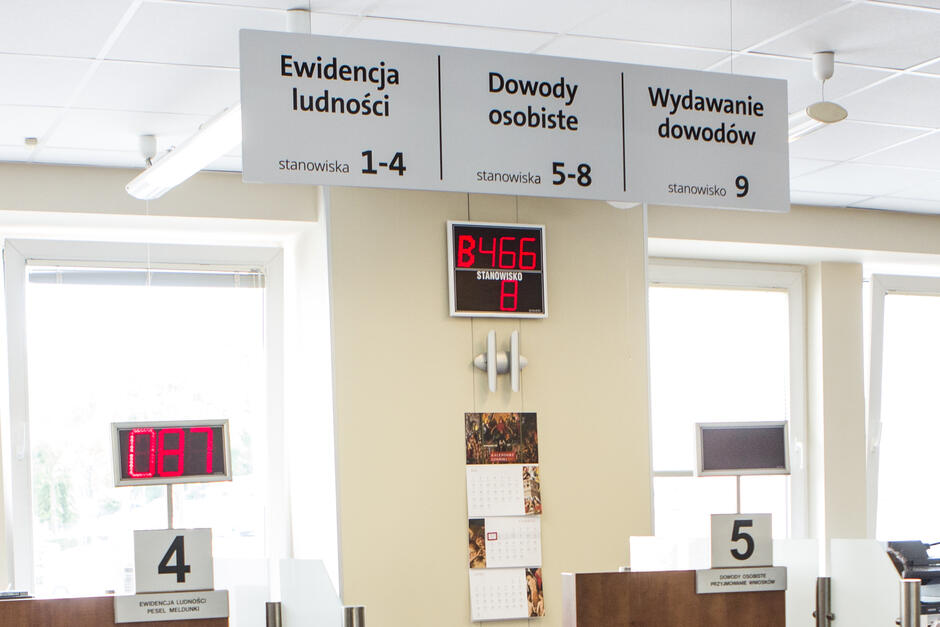 Ewidencja
ludności
stanowiska 1-4
Dowody
osobiste
stanowiska 5-8
Wydawanie
dowodów
stanowisko 9
B466
STANOWISKO
8
087
4
EWIDENCJA LUDNOŚCI
PESEL MELDUNKI
5
DOWODY OSOBISTE
PRZYJMOWANIE WNIOSKÓW